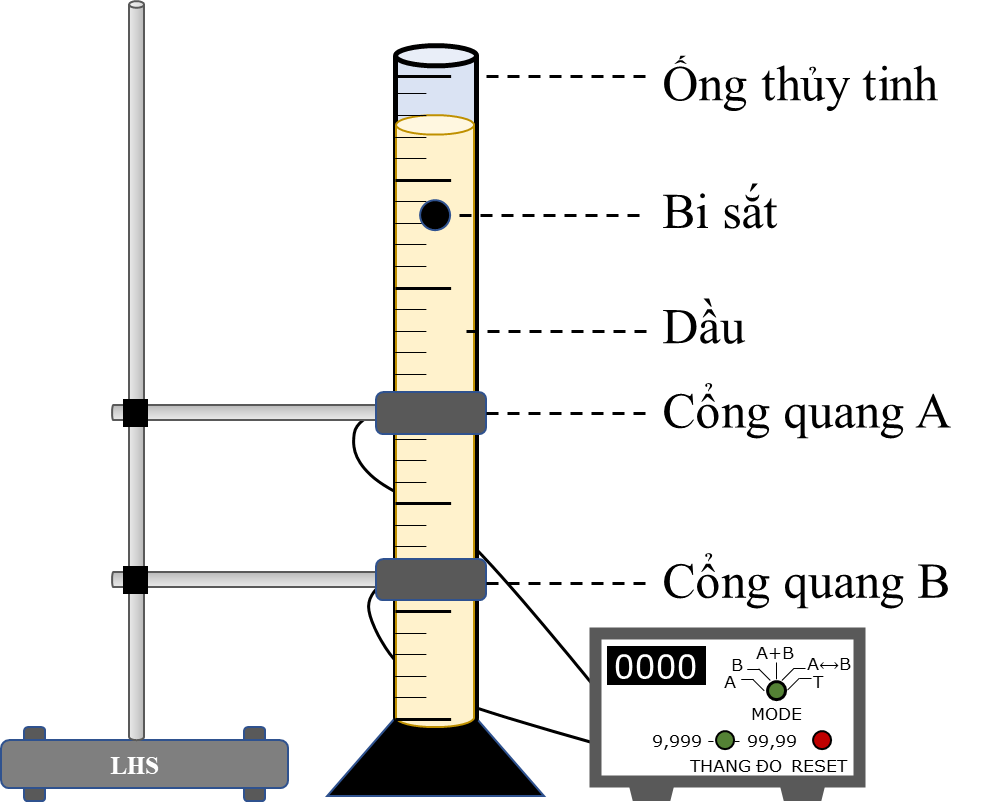 Ống thủy tinh
Bi sắt
Dầu
Cổng quang A
Cổng quang B
0000
A+B
B
A↔B
A
T
MODE
9,999
99,99
THANG ĐO
RESET
LHS